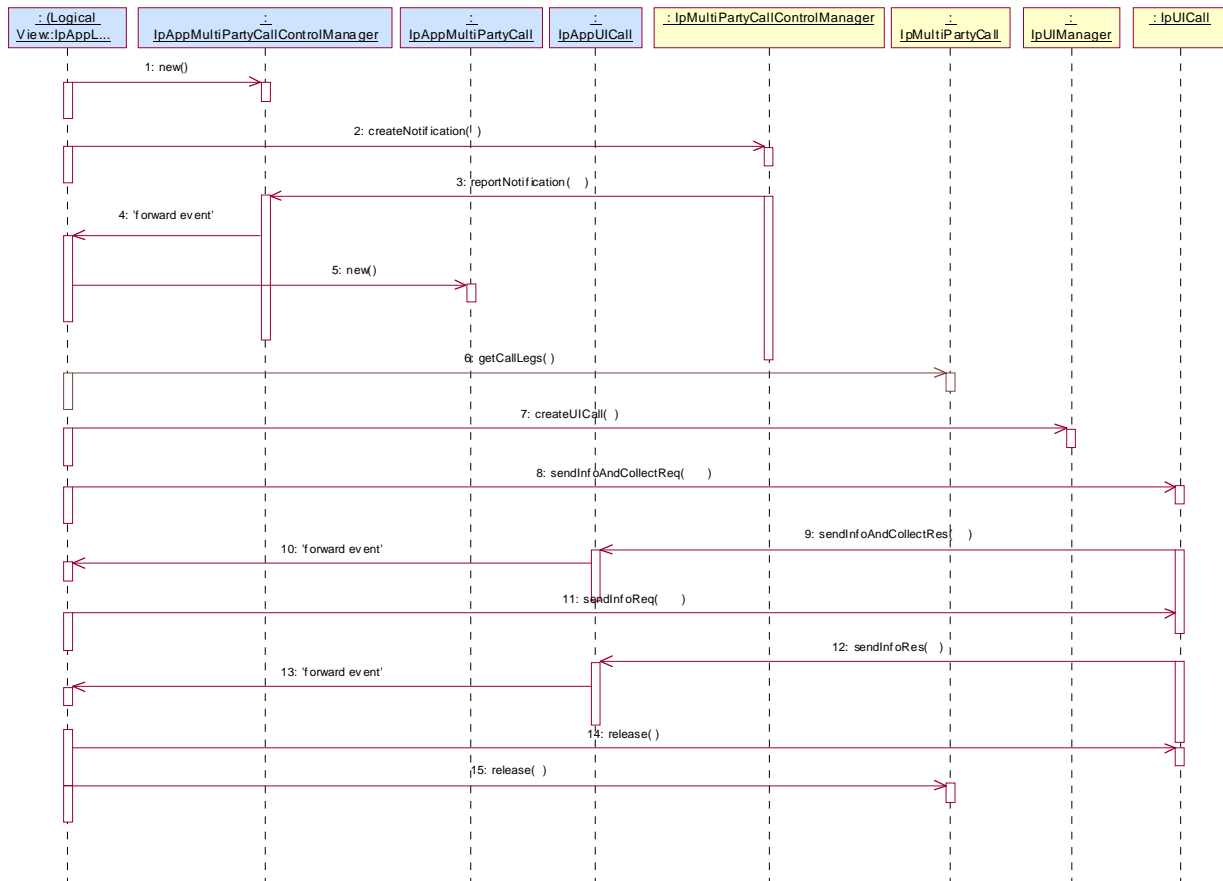 : (Logical
View::IpAppL...
:
IpAppMultiPartyCallControlManager
:
IpAppMultiPartyCall
:
IpAppUICall
: IpMultiPartyCallControlManager
:
IpMultiPartyCall
:
IpUIManager
: IpUICall
1: new()
2: createNotification( )
3: reportNotification( )
4: 'forward event'
5: new()
6: getCallLegs( )
7: createUICall( )
8: sendInfoAndCollectReq( )
9: sendInfoAndCollectRes( )
10: 'forward event'
11: sendInfoReq( )
12: sendInfoRes( )
13: 'forward event'
14: release( )
15: release( )